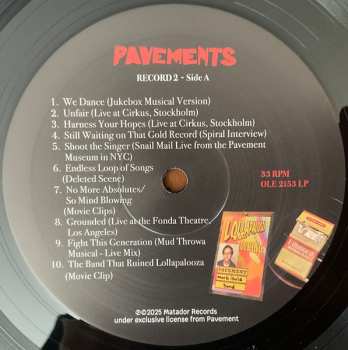 PAVEMENTS
RECORD 2 - Side A
1. We Dance (Jukebox Musical Version)
2. Unfair (Live at Cirkus, Stockholm)
3. Harness Your Hopes (Live at Cirkus, Stockholm)
4. Still Waiting on That Gold Record (Spiral Interview)
5. Shoot the Singer (Snail Mail Live from the Pavement
Museum in NYC)
6. Endless Loop of Songs
(Deleted Scene)
7. No More Absolutes/
So Mind Blowing
(Movie Clips)
8. Grounded (Live at the Fonda Theatre,
Los Angeles)
9. Fight This Generation (Mud Throwa
Musical - Live Mix)
10. The Band That Ruined Lollapalooza
(Movie Clip)
33 RPM
OLE 2153 LP
PAVEMENT
℗©2025 Matador Records
under exclusive license from Pavement